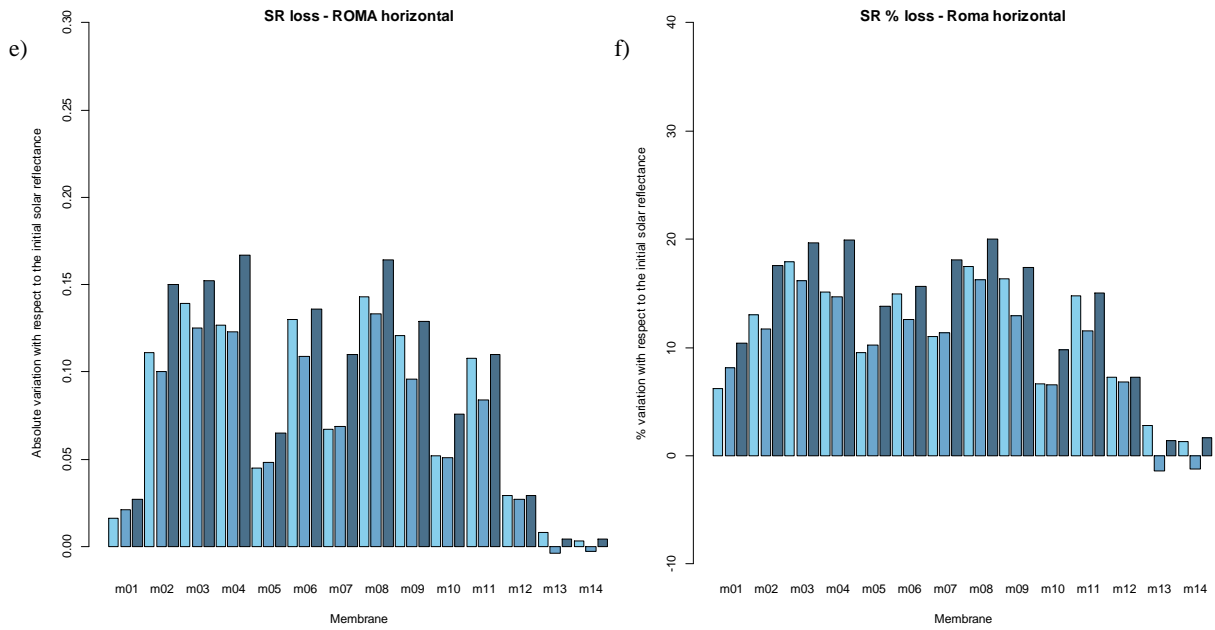 e)
SR loss - ROMA horizontal
Absolute variation with respect to the initial solar reflectance
0.30
0.25
0.20
0.15
0.10
0.05
0.00
m01 m02 m03 m04 m05 m06 m07 m08 m09 m10 m11 m12 m13 m14
Membrane
f)
SR % loss - Roma horizontal
% variation with respect to the initial solar reflectance
40
30
20
10
0
-10
m01 m02 m03 m04 m05 m06 m07 m08 m09 m10 m11 m12 m13 m14
Membrane